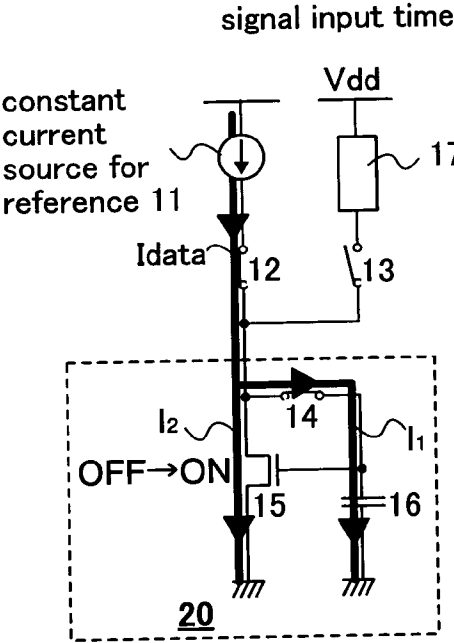 signal input time
constant
current
source for
reference 11
Vdd
17
Idata
12
13
I2
14
I1
OFF→ON
15
16
20